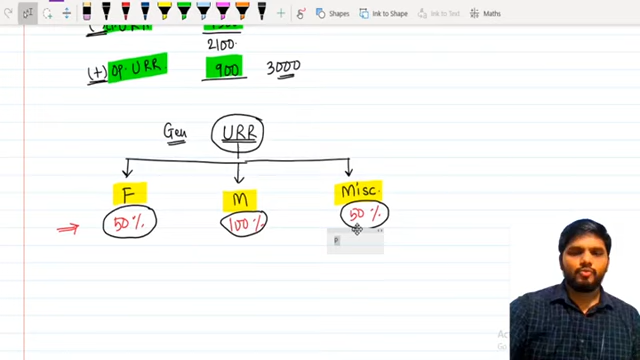 Shapes Ink to Shape Ink to Text Maths
2100.
(+) Op. URR 900 3000
Gen URR
F M Misc.
50% 100% 50%